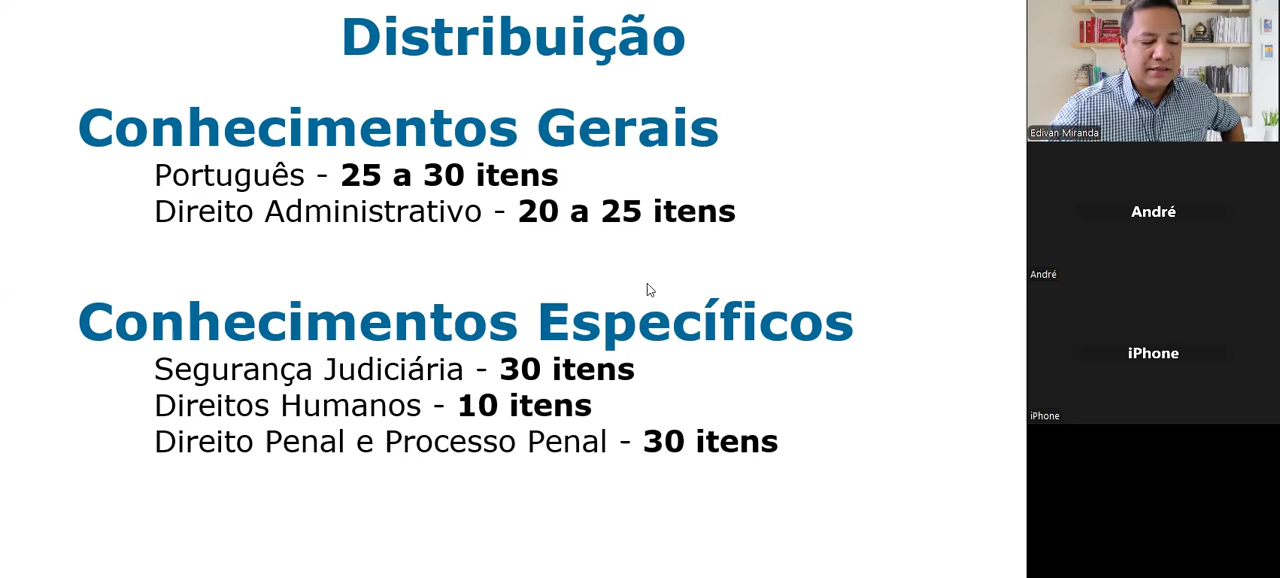 Distribuição
Conhecimentos Gerais
Português - 25 a 30 itens
Direito Administrativo - 20 a 25 itens
Conhecimentos Específicos
Segurança Judiciária - 30 itens
Direitos Humanos - 10 itens
Direito Penal e Processo Penal - 30 itens
Edivan Miranda
André
André
iPhone
iPhone